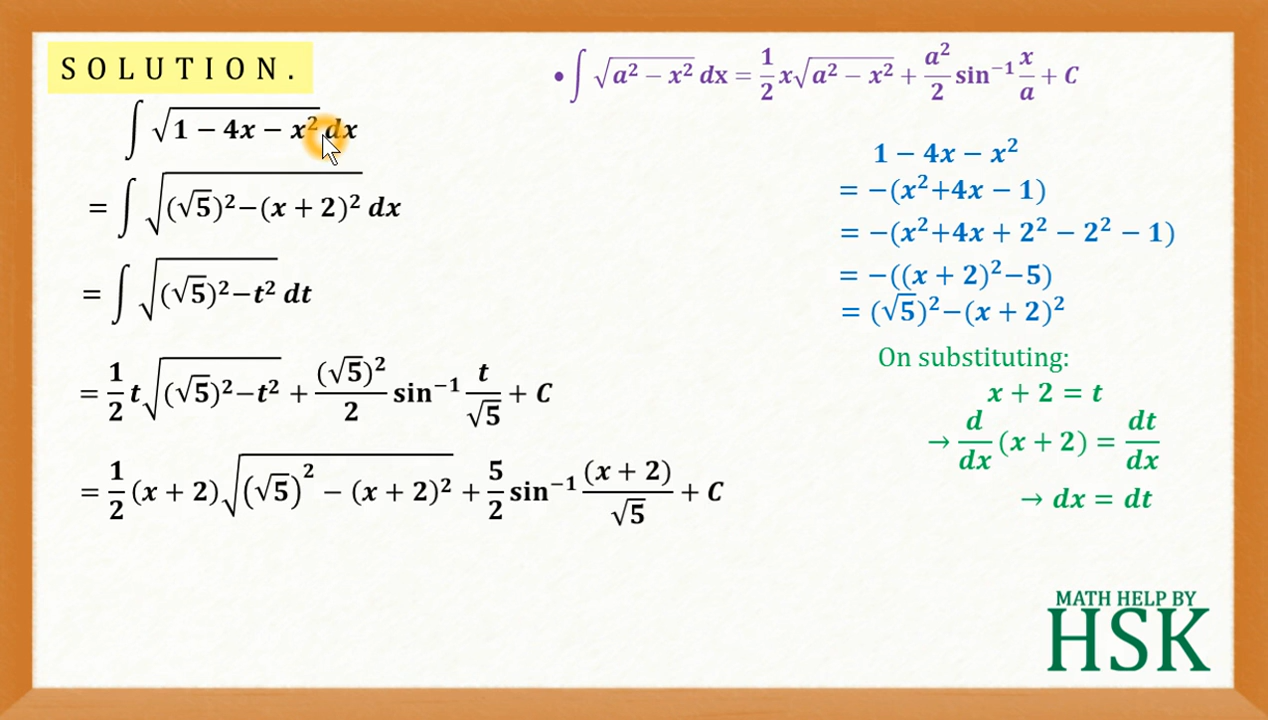 SOLUTION.
• ∫ √(a² − x²) dx = 1/2 x√(a² − x²) + a²/2 sin⁻¹ x/a + C
∫ √(1 − 4x − x²) dx
= ∫ √((√5)² − (x + 2)²) dx
= ∫ √((√5)² − t²) dt
= 1/2 t√((√5)² − t²) + (√5)²/2 sin⁻¹ t/√5 + C
= 1/2 (x + 2)√((√5)² − (x + 2)²) + 5/2 sin⁻¹ (x + 2)/√5 + C
1 − 4x − x²
= −(x²+4x − 1)
= −(x²+4x + 2² − 2² − 1)
= −((x + 2)²−5)
= (√5)²−(x + 2)²
On substituting:
x + 2 = t
→ d/dx (x + 2) = dt/dx
→ dx = dt
MATH HELP BY
HSK